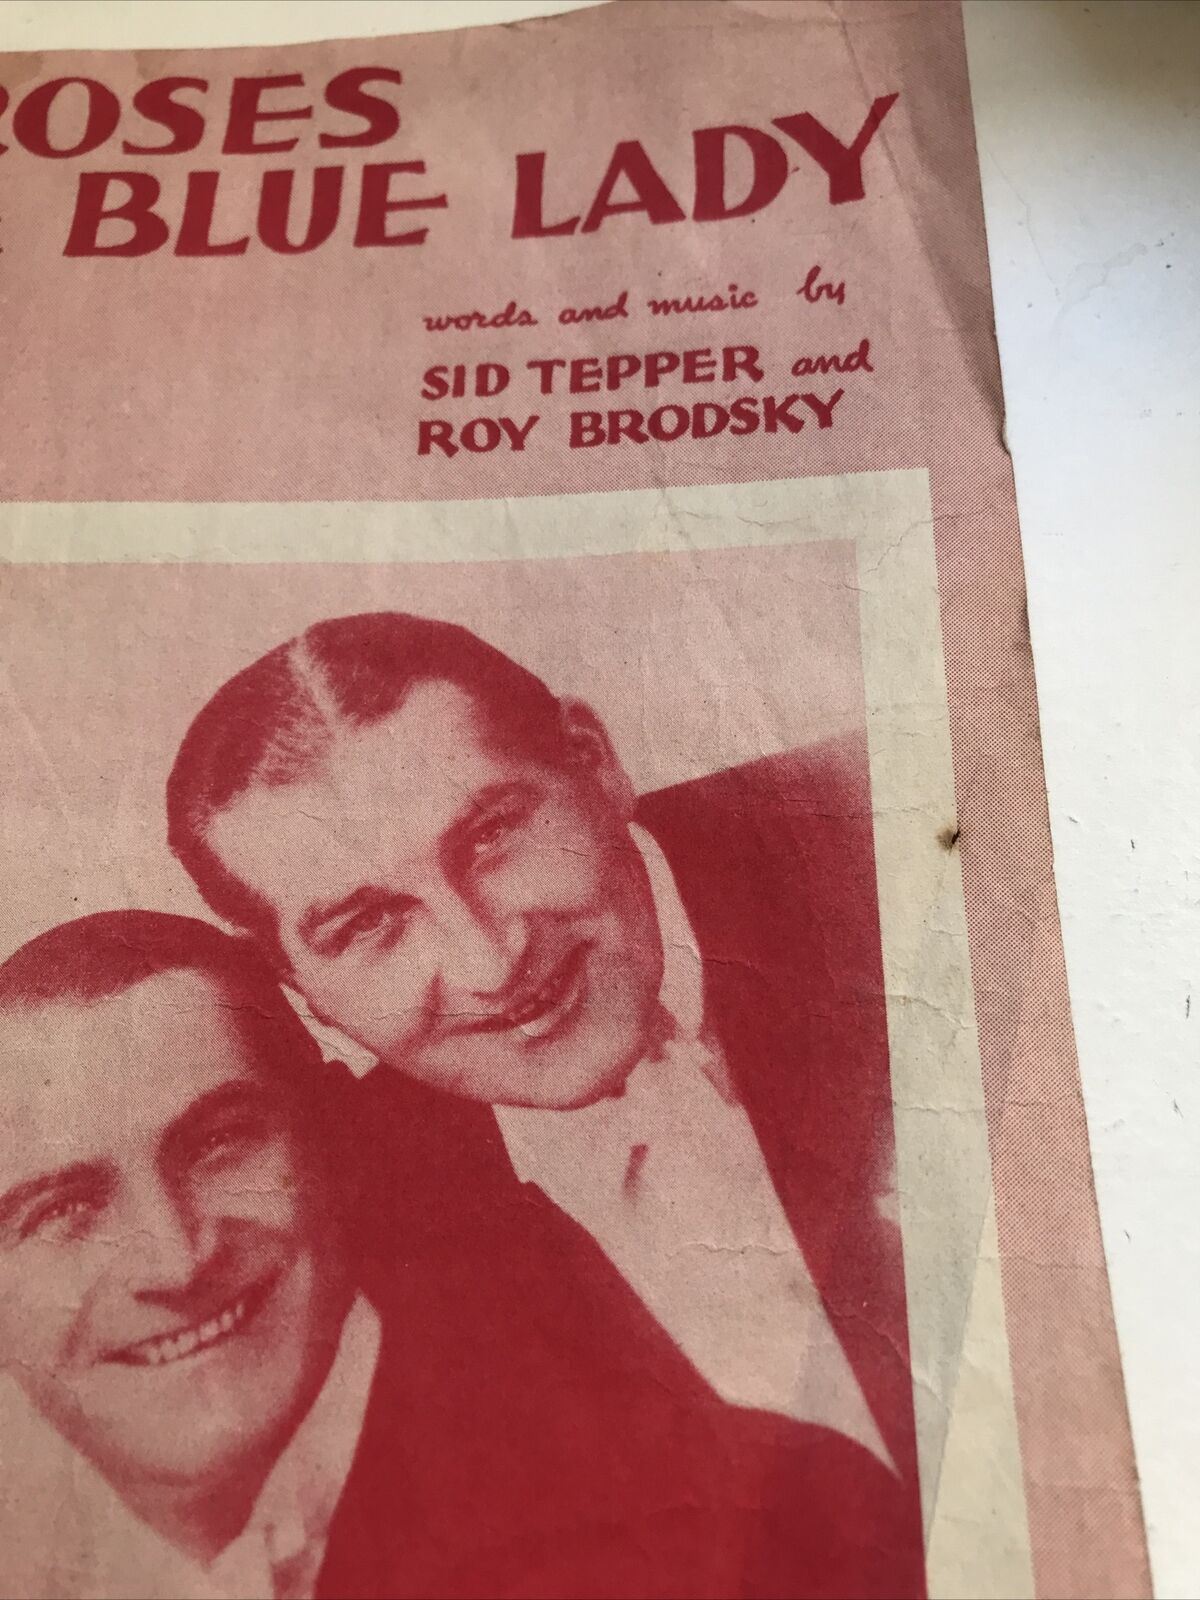 ROSES
BLUE LADY
words and music by
SID TEPPER and
ROY BRODSKY